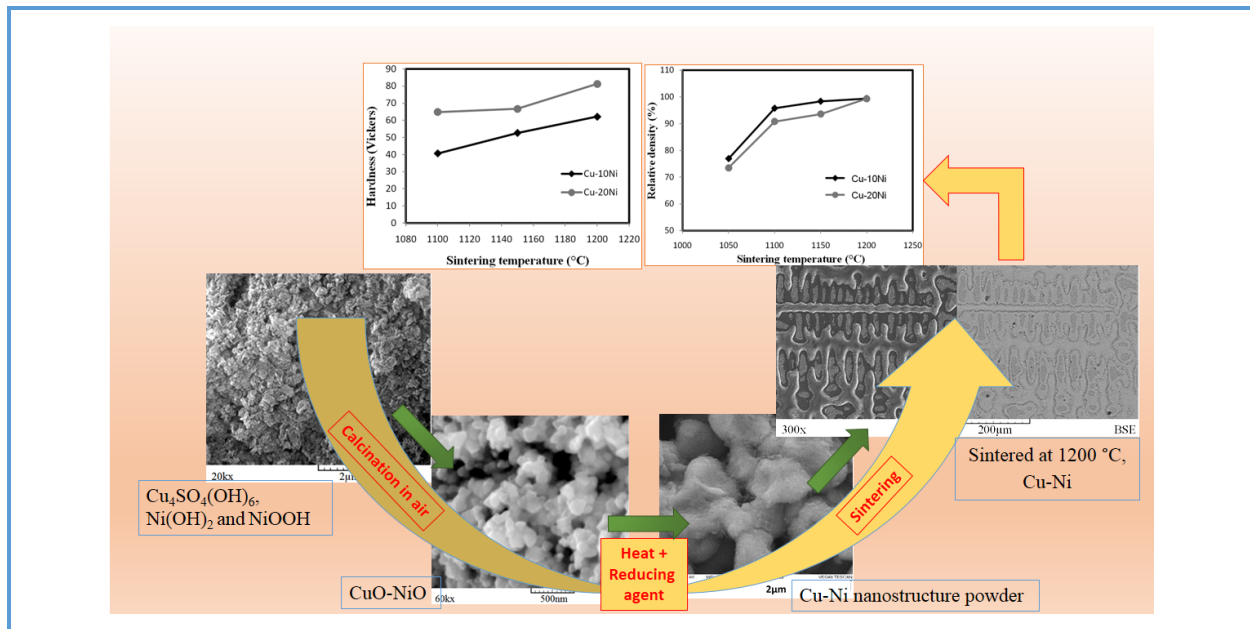 90
80
70
60
50
40
30
20
10
0
Hardness (Vickers)
Cu-10Ni
Cu-20Ni
1080 1100 1120 1140 1160 1180 1200 1220
Sintering temperature (°C)
110
100
90
80
70
60
50
Relative density (%)
Cu-10Ni
Cu-20Ni
1000 1050 1100 1150 1200 1250
Sintering temperature (°C)
20kx 2μm
Cu₄SO₄(OH)₆,
Ni(OH)₂ and NiOOH
Calcination in air
60kx 500nm
CuO-NiO
Heat +
Reducing
agent
VEGA\\ TESCAN
2μm
Cu-Ni nanostructure powder
Sintering
300x 200μm BSE
Sintered at 1200 °C,
Cu-Ni